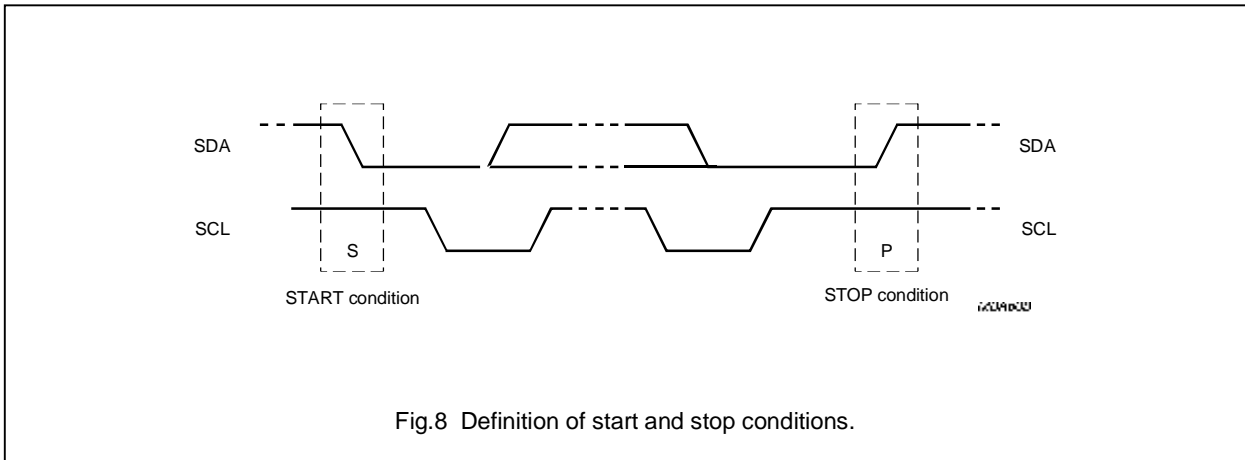 SDA SDA
SCL SCL
S P
START condition STOP condition
Fig.8 Definition of start and stop conditions.